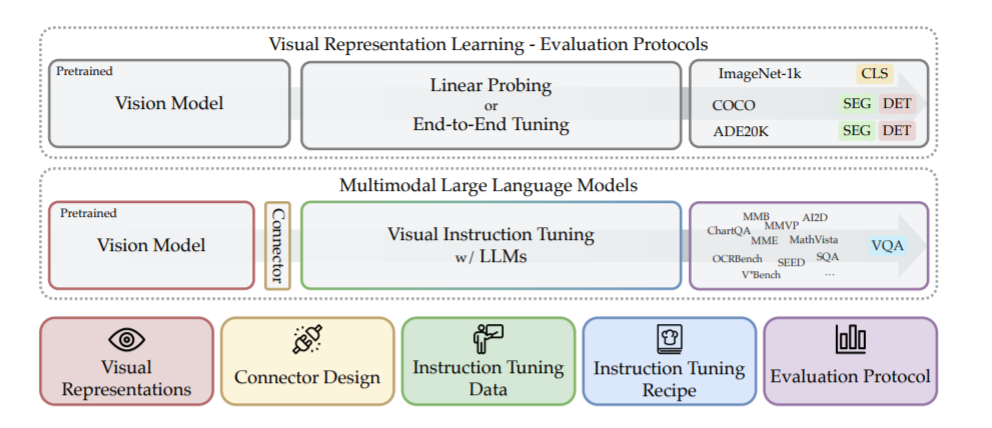 Visual Representation Learning - Evaluation Protocols
Pretrained
Vision Model
Linear Probing
or
End-to-End Tuning
ImageNet-1k CLS
COCO SEG DET
ADE20K SEG DET
Multimodal Large Language Models
Pretrained
Vision Model
Connector
Visual Instruction Tuning
w/ LLMs
MMB AI2D
ChartQA MMVP
MME MathVista
OCRBench SEED SQA
V*Bench ...
VQA
Visual
Representations
Connector Design
Instruction Tuning
Data
Instruction Tuning
Recipe
Evaluation Protocol